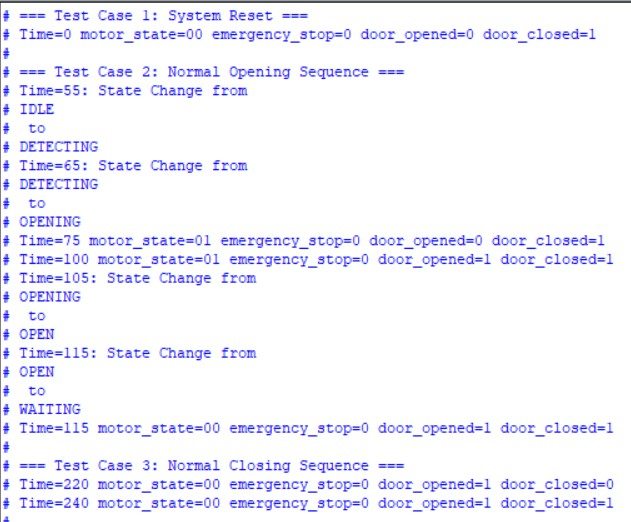 # === Test Case 1: System Reset ===
# Time=0 motor_state=00 emergency_stop=0 door_opened=0 door_closed=1
#
# === Test Case 2: Normal Opening Sequence ===
# Time=55: State Change from
# IDLE
#  to
# DETECTING
# Time=65: State Change from
# DETECTING
#  to
# OPENING
# Time=75 motor_state=01 emergency_stop=0 door_opened=0 door_closed=1
# Time=100 motor_state=01 emergency_stop=0 door_opened=1 door_closed=1
# Time=105: State Change from
# OPENING
#  to
# OPEN
# Time=115: State Change from
# OPEN
#  to
# WAITING
# Time=115 motor_state=00 emergency_stop=0 door_opened=1 door_closed=1
#
# === Test Case 3: Normal Closing Sequence ===
# Time=220 motor_state=00 emergency_stop=0 door_opened=1 door_closed=0
# Time=240 motor_state=00 emergency_stop=0 door_opened=1 door_closed=1